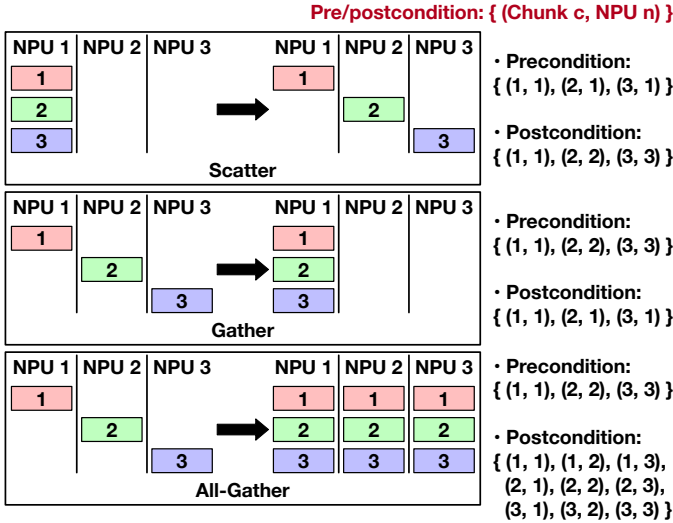 Pre/postcondition: { (Chunk c, NPU n) }
NPU 1 NPU 2 NPU 3 NPU 1 NPU 2 NPU 3
1 1
2 2
3 3
Scatter
• Precondition:
{ (1, 1), (2, 1), (3, 1) }
• Postcondition:
{ (1, 1), (2, 2), (3, 3) }
NPU 1 NPU 2 NPU 3 NPU 1 NPU 2 NPU 3
1 1
2 2
3 3
Gather
• Precondition:
{ (1, 1), (2, 2), (3, 3) }
• Postcondition:
{ (1, 1), (2, 1), (3, 1) }
NPU 1 NPU 2 NPU 3 NPU 1 NPU 2 NPU 3
1 1 1 1
2 2 2 2
3 3 3 3
All-Gather
• Precondition:
{ (1, 1), (2, 2), (3, 3) }
• Postcondition:
{ (1, 1), (1, 2), (1, 3),
(2, 1), (2, 2), (2, 3),
(3, 1), (3, 2), (3, 3) }